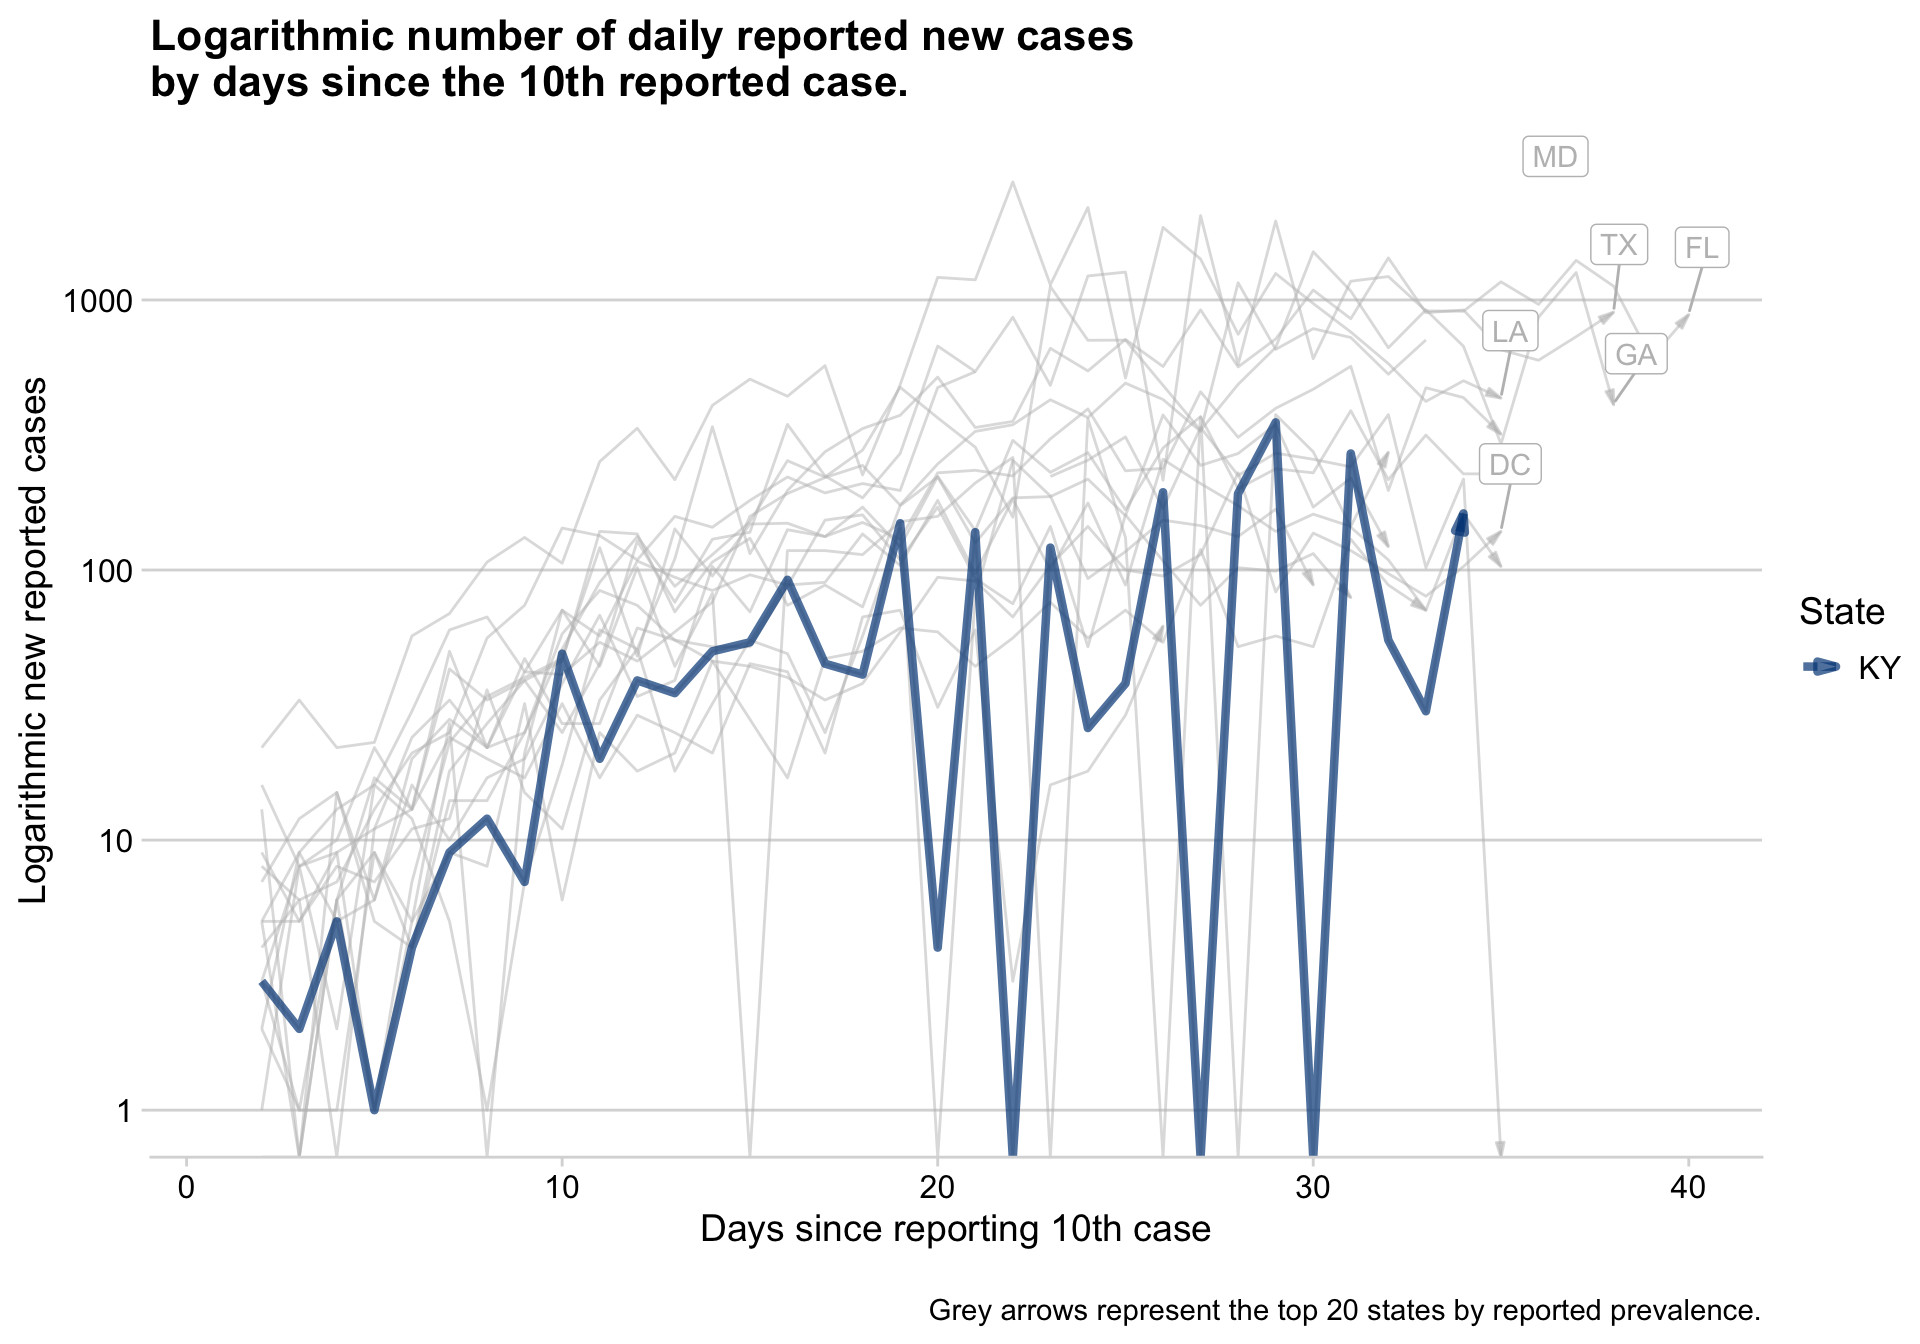 Logarithmic number of daily reported new cases
by days since the 10th reported case.
MD
TX
FL
1000
LA
GA
DC
100
10
1
Logarithmic new reported cases
State
KY
0 10 20 30 40
Days since reporting 10th case
Grey arrows represent the top 20 states by reported prevalence.